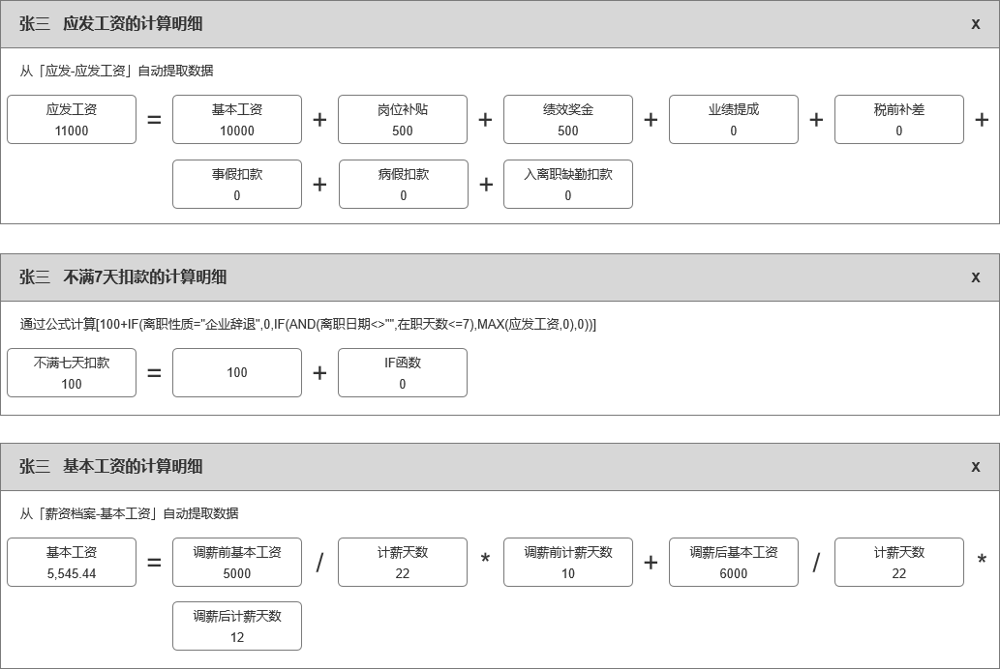 张三 应发工资的计算明细 X
从「应发-应发工资」自动提取数据
应发工资 基本工资 岗位补贴 绩效奖金 业绩提成 税前补差
11000 = 10000 + 500 + 500 + 0 + 0 +
事假扣款 病假扣款 入离职缺勤扣款
0 + 0 + 0
张三 不满7天扣款的计算明细 X
通过公式计算[100+IF(离职性质="企业辞退",0,IF(AND(离职日期<>"",在职天数<=7),MAX(应发工资,0),0))]
不满七天扣款 IF函数
100 = 100 + 0
张三 基本工资的计算明细 X
从「薪资档案-基本工资」自动提取数据
基本工资 调薪前基本工资 计薪天数 调薪前计薪天数 调薪后基本工资 计薪天数
5,545.44 = 5000 / 22 * 10 + 6000 / 22 *
调薪后计薪天数
12